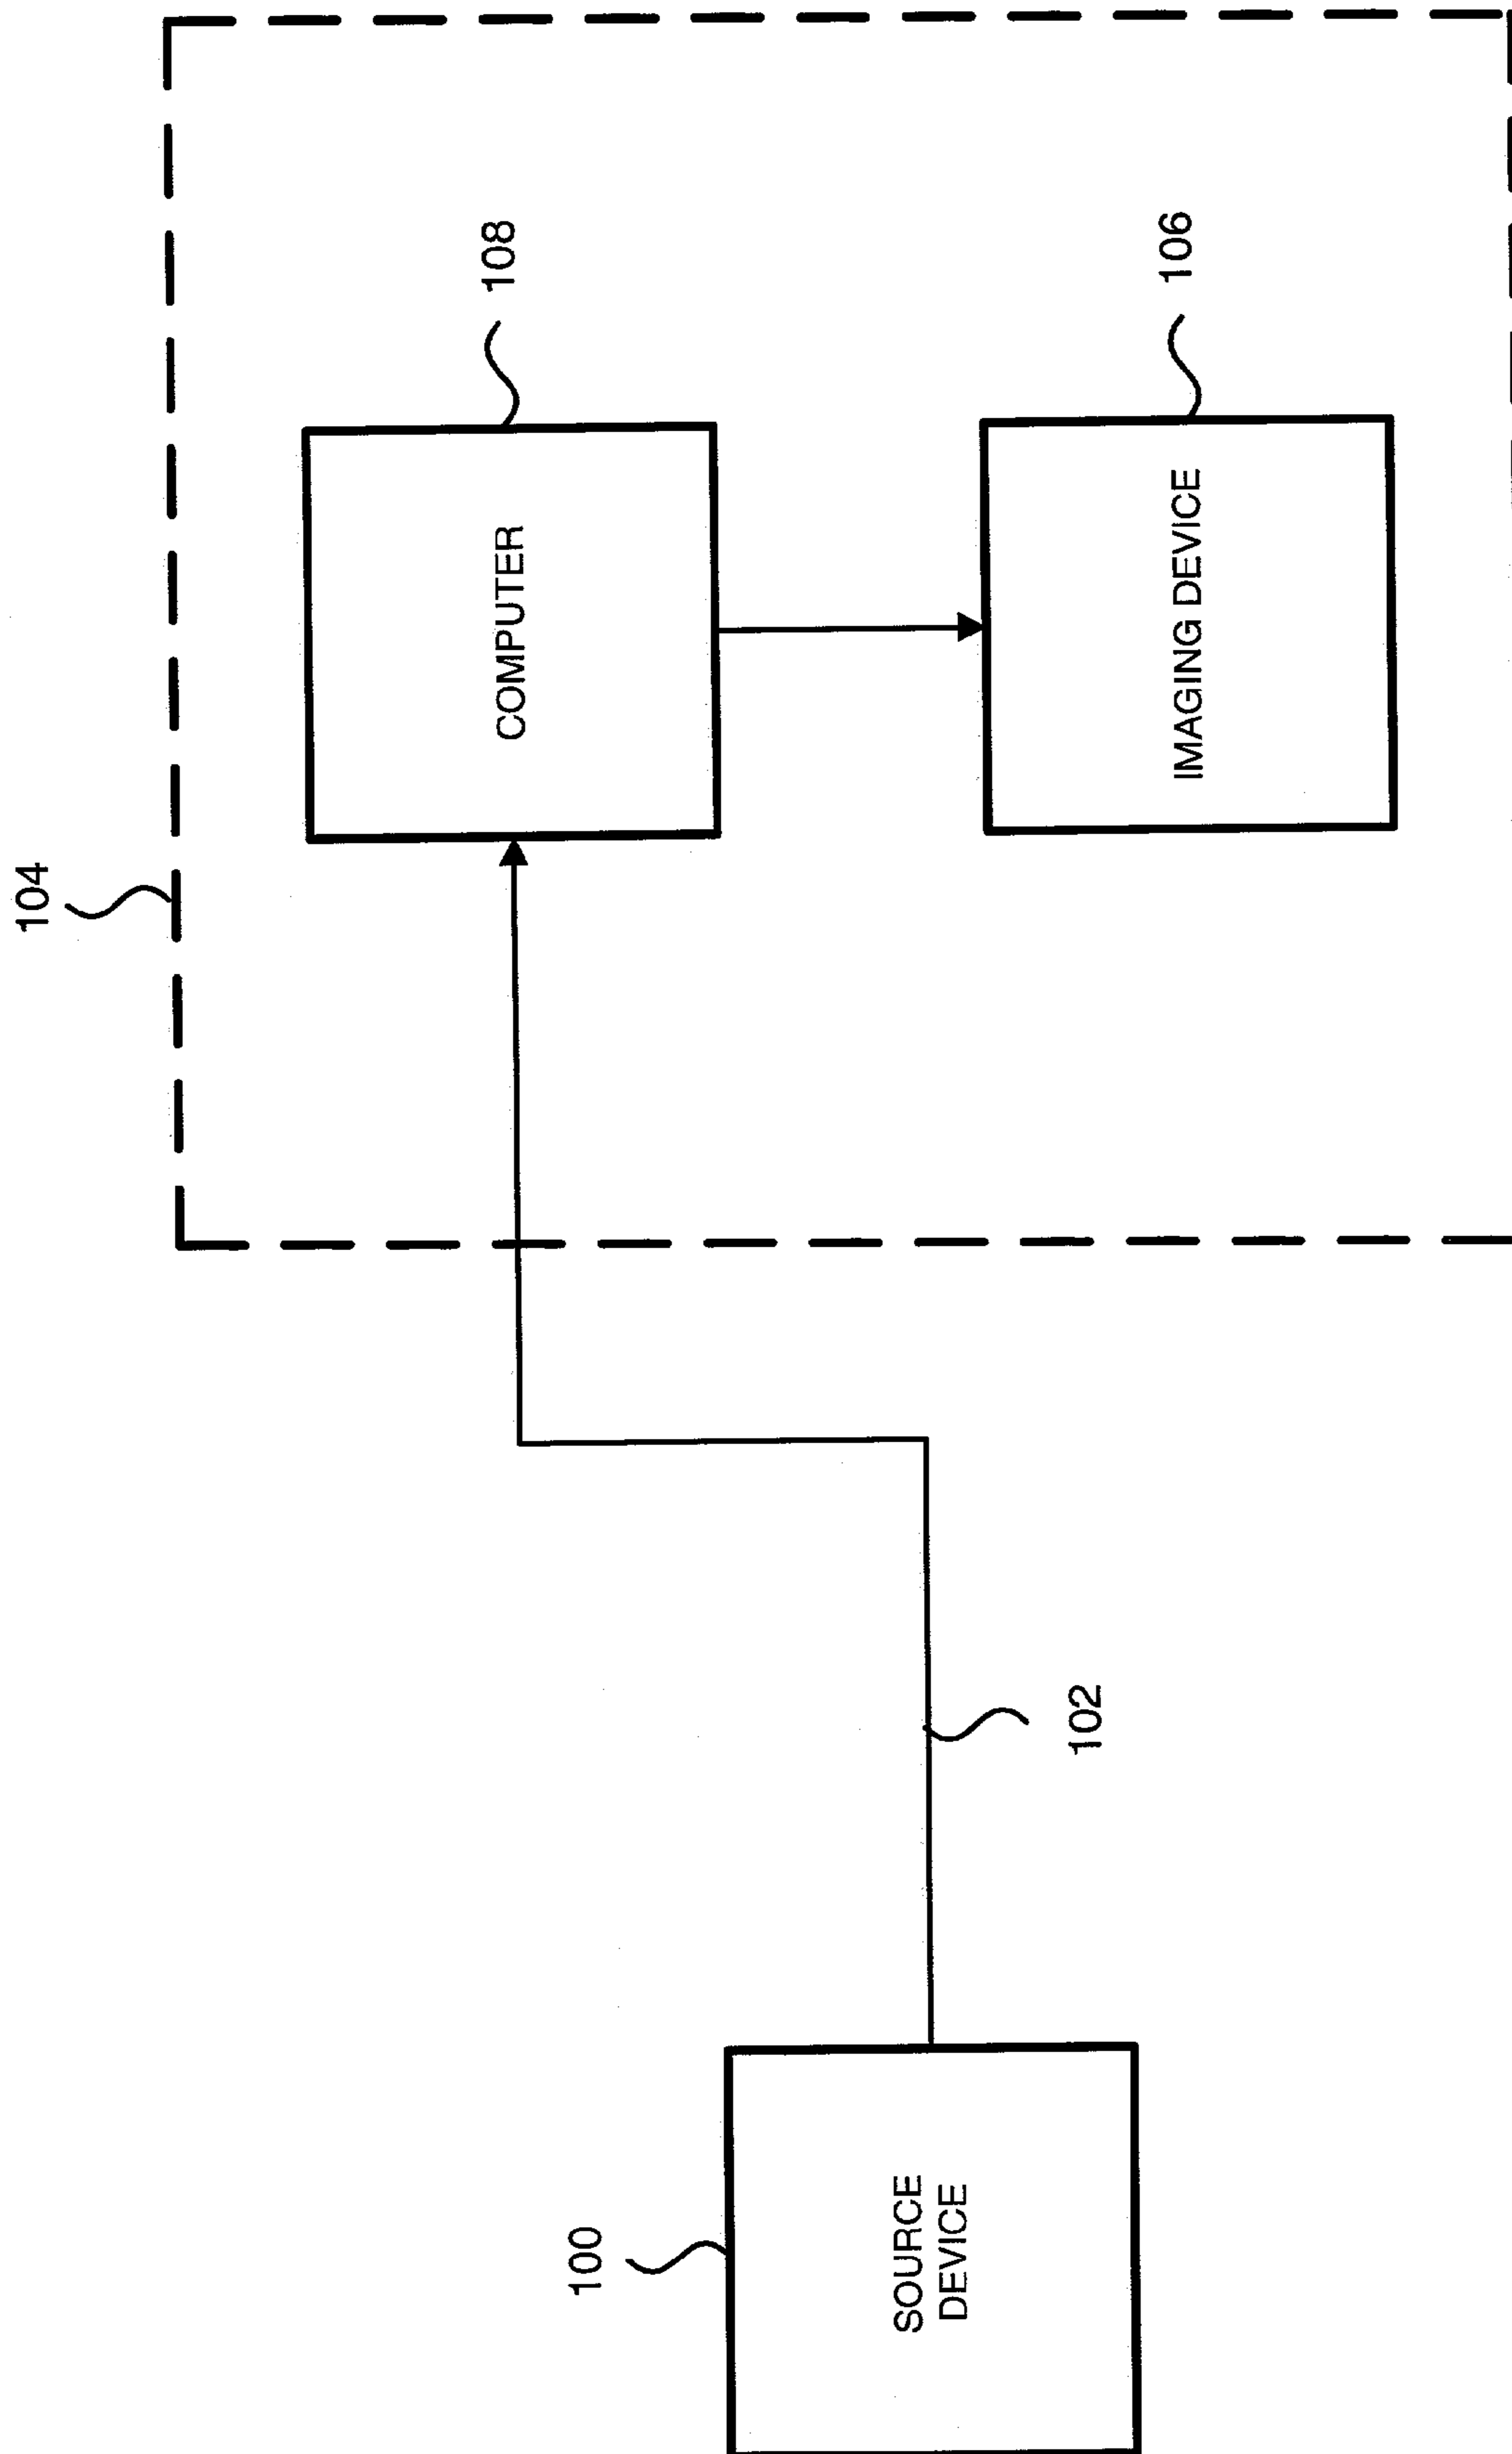 104
COMPUTER
108
IMAGING DEVICE
106
102
100
SOURCE
DEVICE